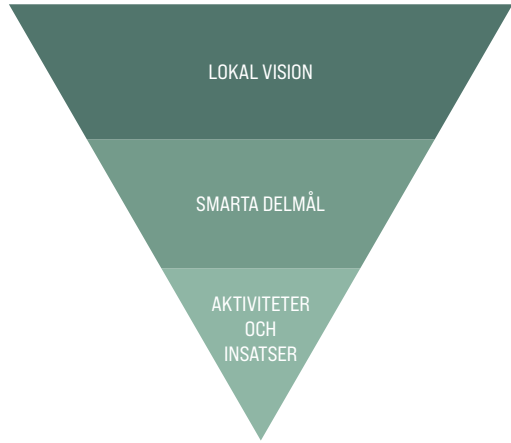 LOKAL VISION
SMARTA DELMÅL
AKTIVITETER
OCH
INSATSER